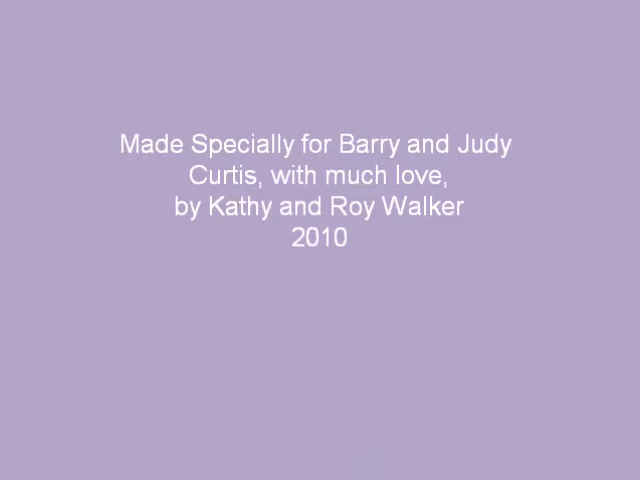 Made Specially for Barry and Judy
Curtis, with much love,
by Kathy and Roy Walker
2010